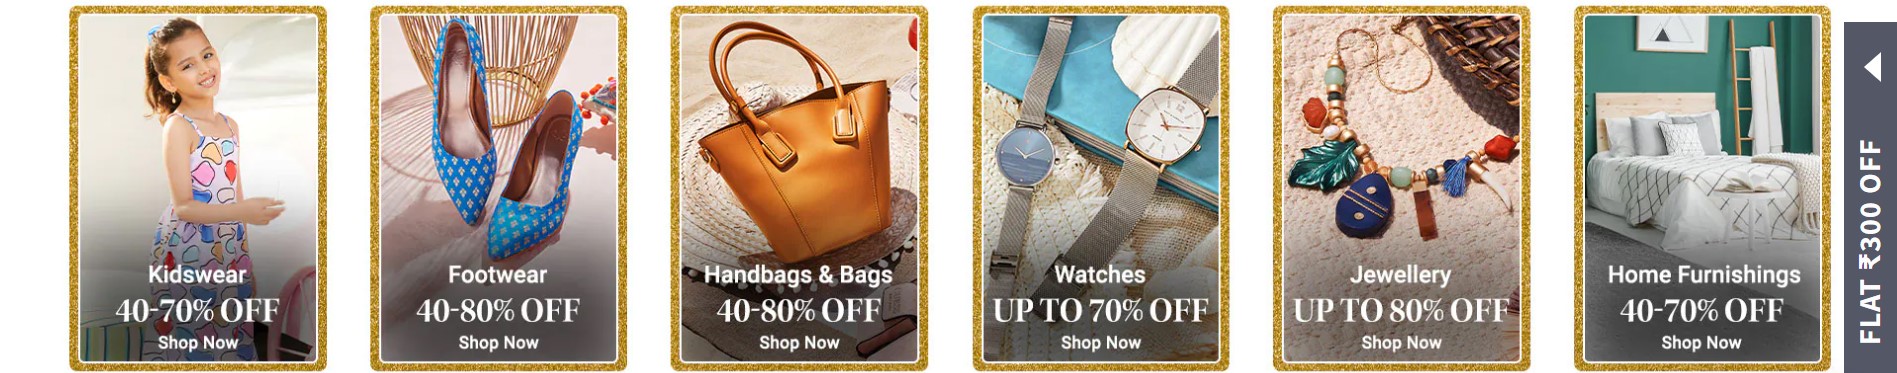 Kidswear
40-70% OFF
Shop Now
Footwear
40-80% OFF
Shop Now
Handbags & Bags
40-80% OFF
Shop Now
Watches
UP TO 70% OFF
Shop Now
Jewellery
UP TO 80% OFF
Shop Now
Home Furnishings
40-70% OFF
Shop Now
FLAT ₹300 OFF